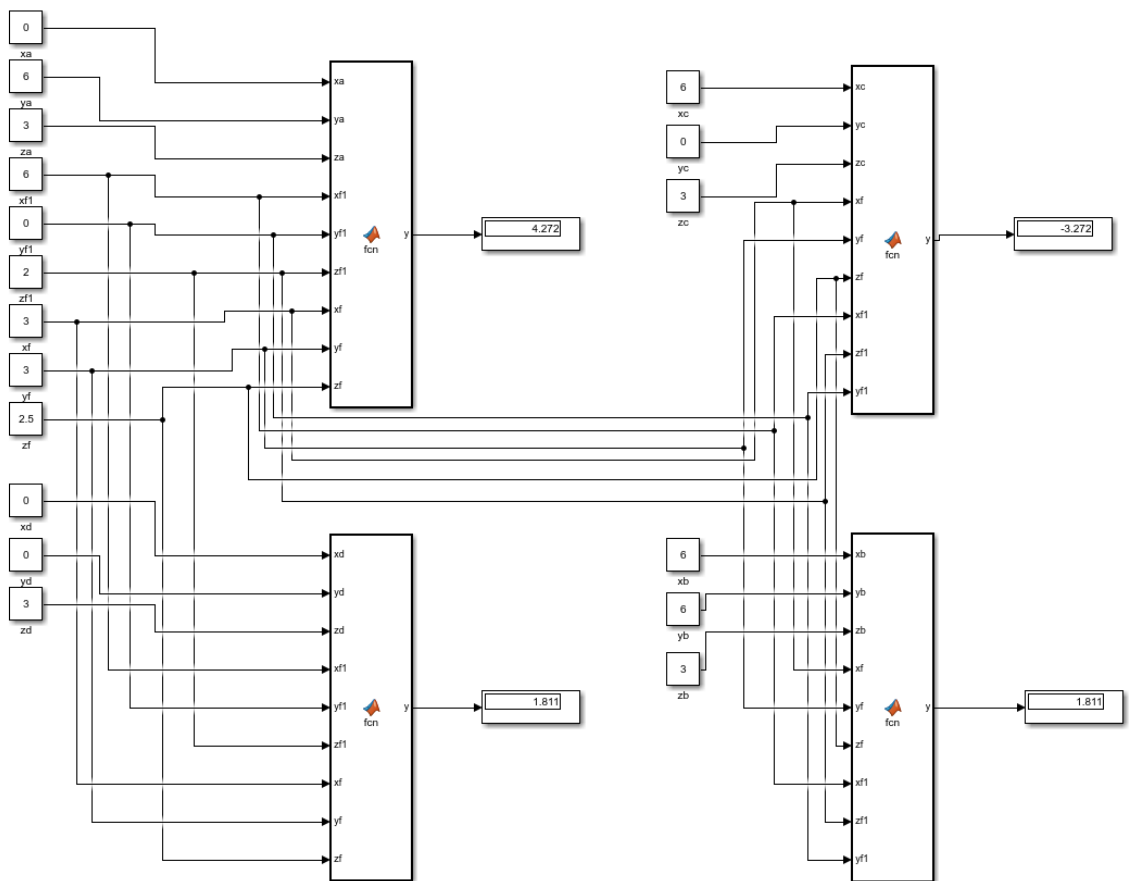 0
xa
6
ya
3
za
6
xf1
0
yf1
2
zf1
3
xf
3
yf
2.5
zf
xa
ya
za
xf1
yf1
zf1
xf
yf
zf
fcn
y
4.272
6
xc
0
yc
3
zc
xc
yc
zc
xf
yf
zf
xf1
zf1
yf1
fcn
y
-3.272
0
xd
0
yd
3
zd
xd
yd
zd
xf1
yf1
zf1
xf
yf
zf
fcn
y
1.811
6
xb
6
yb
3
zb
xb
yb
zb
xf
yf
zf
xf1
zf1
yf1
fcn
y
1.811